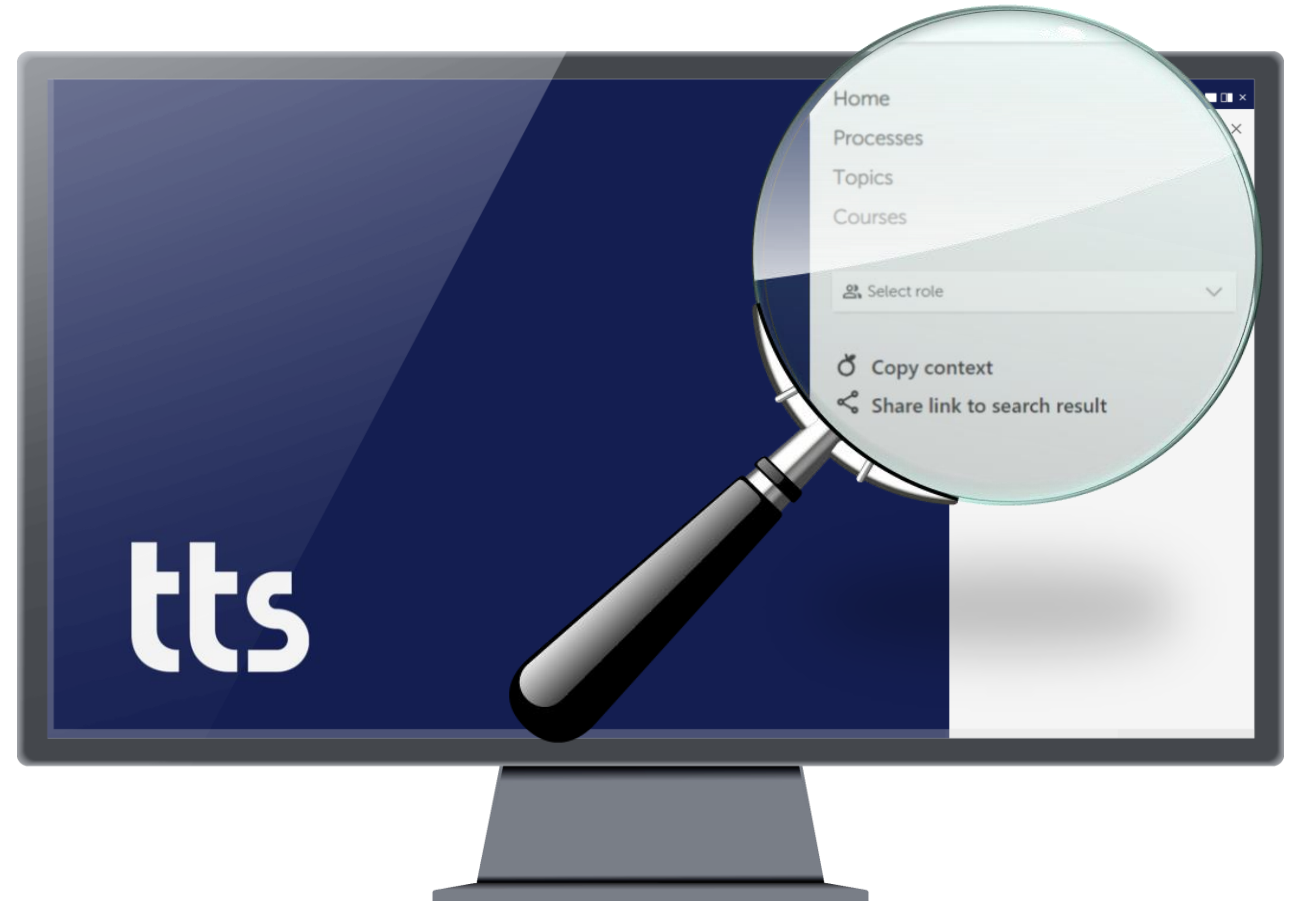 Home
Processes
Topics
Courses
Select role
Copy context
Share link to search result
tts